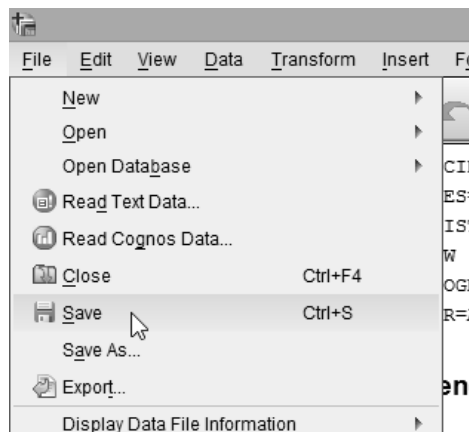 File Edit View Data Transform Insert
New
Open
Open Database
Read Text Data...
Read Cognos Data...
Close Ctrl+F4
Save Ctrl+S
Save As...
Export...
Display Data File Information